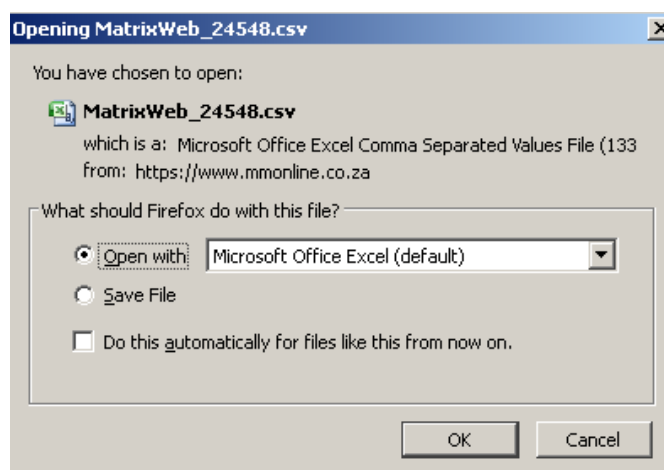 Opening MatrixWeb_24548.csv
You have chosen to open:
MatrixWeb_24548.csv
which is a: Microsoft Office Excel Comma Separated Values File (133
from: https://www.mmonline.co.za
What should Firefox do with this file?
Open with Microsoft Office Excel (default)
Save File
Do this automatically for files like this from now on.
OK Cancel